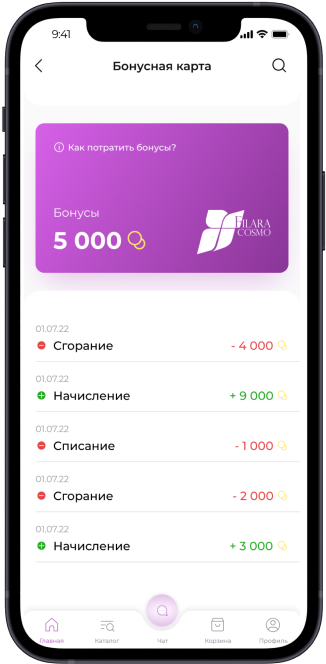 9:41
Бонусная карта
Как потратить бонусы?
Бонусы
5 000
FILARA
COSMO
01.07.22
Сгорание
- 4 000
01.07.22
Начисление
+ 9 000
01.07.22
Списание
- 1 000
01.07.22
Сгорание
- 2 000
01.07.22
Начисление
+ 3 000
Главная
Каталог
Чат
Корзина
Профиль